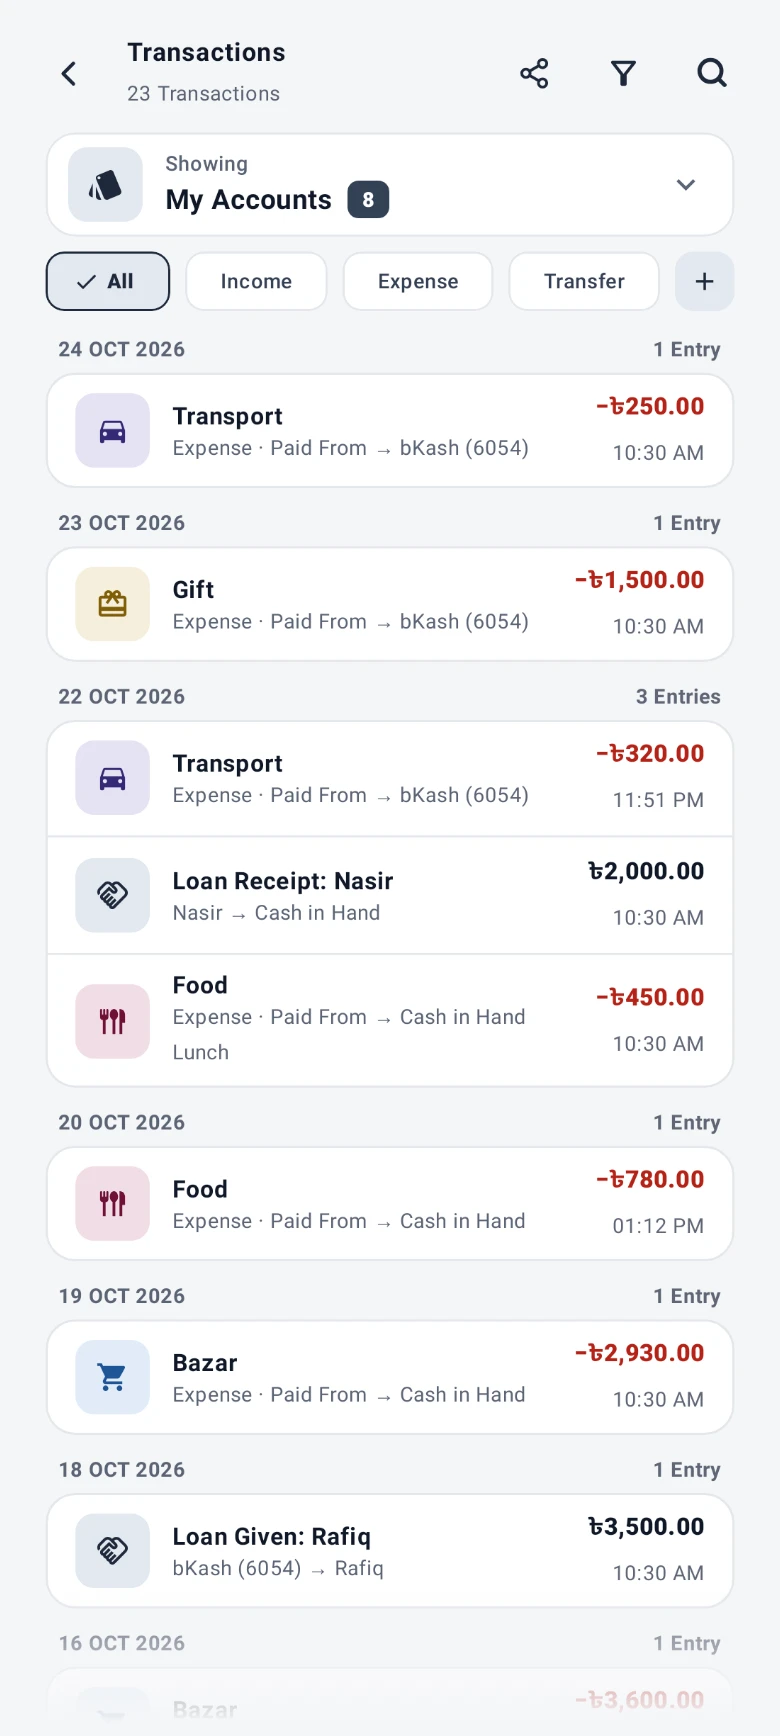 Transactions
23 Transactions
Showing
My Accounts 8
All Income Expense Transfer +
24 OCT 2026 1 Entry
Transport −৳250.00
Expense · Paid From → bKash (6054) 10:30 AM
23 OCT 2026 1 Entry
Gift −৳1,500.00
Expense · Paid From → bKash (6054) 10:30 AM
22 OCT 2026 3 Entries
Transport −৳320.00
Expense · Paid From → bKash (6054) 11:51 PM
Loan Receipt: Nasir ৳2,000.00
Nasir → Cash in Hand 10:30 AM
Food −৳450.00
Expense · Paid From → Cash in Hand 10:30 AM
Lunch
20 OCT 2026 1 Entry
Food −৳780.00
Expense · Paid From → Cash in Hand 01:12 PM
19 OCT 2026 1 Entry
Bazar −৳2,930.00
Expense · Paid From → Cash in Hand 10:30 AM
18 OCT 2026 1 Entry
Loan Given: Rafiq ৳3,500.00
bKash (6054) → Rafiq 10:30 AM
16 OCT 2026 1 Entry
Bazar −৳3,600.00